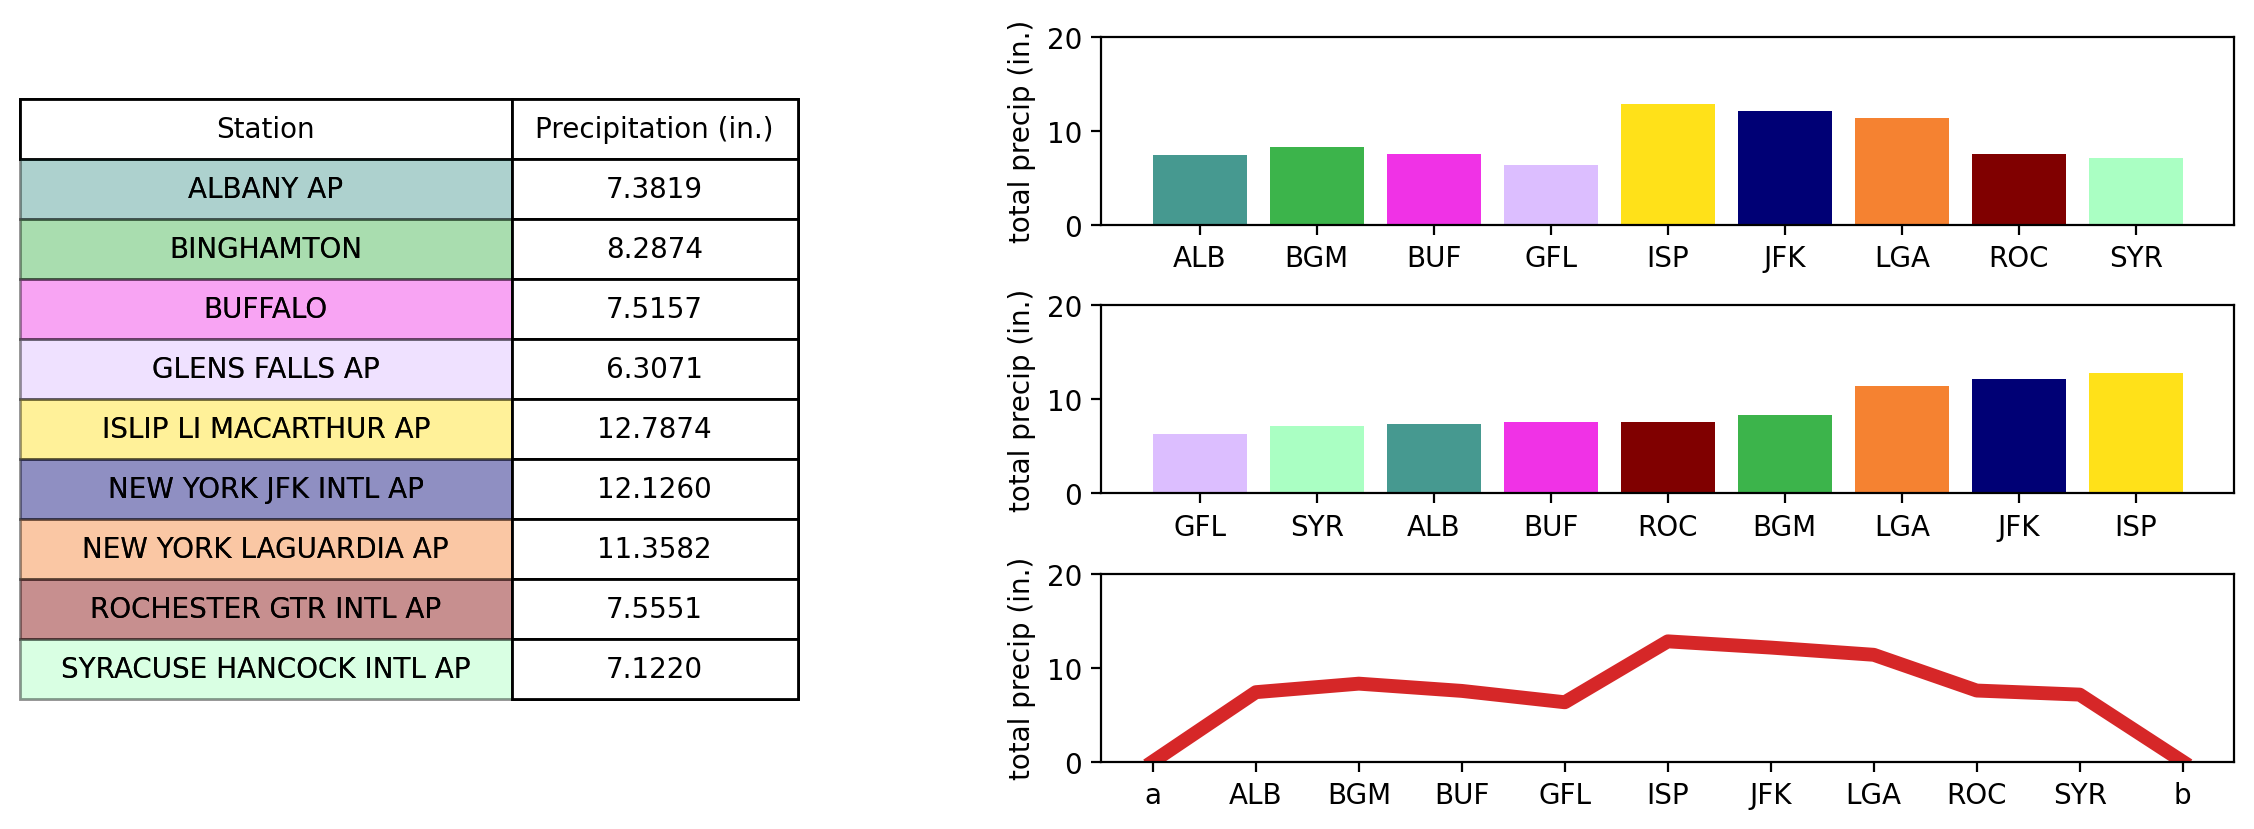 Station Precipitation (in.)
ALBANY AP 7.3819
BINGHAMTON 8.2874
BUFFALO 7.5157
GLENS FALLS AP 6.3071
ISLIP LI MACARTHUR AP 12.7874
NEW YORK JFK INTL AP 12.1260
NEW YORK LAGUARDIA AP 11.3582
ROCHESTER GTR INTL AP 7.5551
SYRACUSE HANCOCK INTL AP 7.1220
total precip (in.)
20
10
0
ALB BGM BUF GFL ISP JFK LGA ROC SYR
total precip (in.)
20
10
0
GFL SYR ALB BUF ROC BGM LGA JFK ISP
total precip (in.)
20
10
0
a ALB BGM BUF GFL ISP JFK LGA ROC SYR b